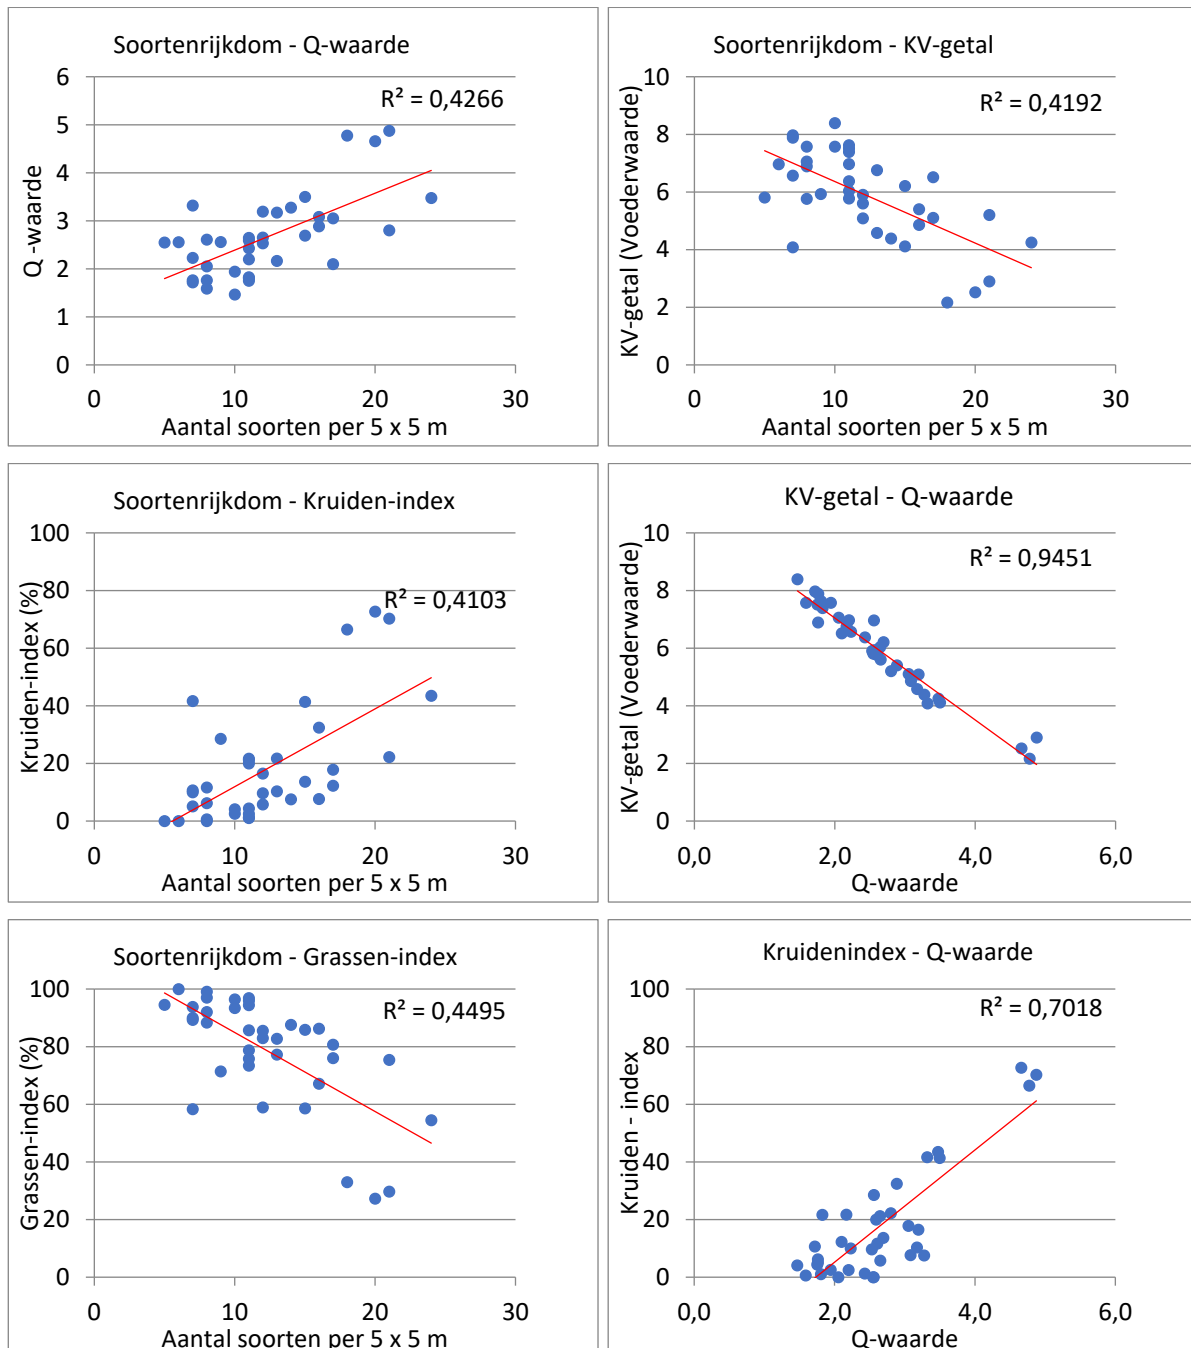 Soortenrijkdom - Q-waarde
R² = 0,4266
Q -waarde
6
5
4
3
2
1
0
0 10 20 30
Aantal soorten per 5 x 5 m
Soortenrijkdom - KV-getal
R² = 0,4192
KV-getal (Voederwaarde)
10
8
6
4
2
0
0 10 20 30
Aantal soorten per 5 x 5 m
Soortenrijkdom - Kruiden-index
R² = 0,4103
Kruiden-index (%)
100
80
60
40
20
0
0 10 20 30
Aantal soorten per 5 x 5 m
KV-getal - Q-waarde
R² = 0,9451
KV-getal (Voederwaarde)
10
8
6
4
2
0
0,0 2,0 4,0 6,0
Q-waarde
Soortenrijkdom - Grassen-index
R² = 0,4495
Grassen-index (%)
100
80
60
40
20
0
0 10 20 30
Aantal soorten per 5 x 5 m
Kruidenindex - Q-waarde
R² = 0,7018
Kruiden - index
100
80
60
40
20
0
0,0 2,0 4,0 6,0
Q-waarde